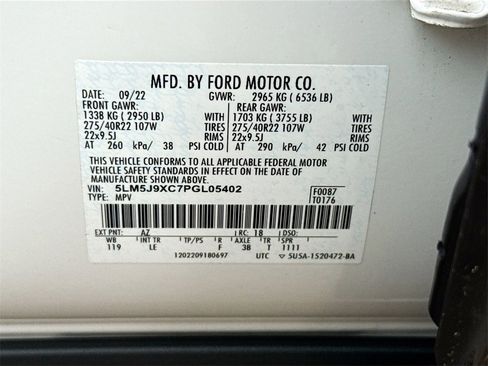 MFD. BY FORD MOTOR CO.
DATE: 09/22 GVWR: 2965 KG ( 6536 LB)
FRONT GAWR: REAR GAWR:
1338 KG ( 2950 LB) WITH 1703 KG ( 3755 LB) WITH
275/40R22 107W TIRES 275/40R22 107W TIRES
22x9.5J RIMS 22x9.5J RIMS
AT 260 kPa/ 38 PSI COLD AT 290 kPa/ 42 PSI COLD
THIS VEHICLE CONFORMS TO ALL APPLICABLE FEDERAL MOTOR
VEHICLE SAFETY STANDARDS IN EFFECT ON THE DATE OF
MANUFACTURE SHOWN ABOVE.
VIN: 5LM5J9XC7PGL05402 F0087
TYPE: MPV T0176
EXT PNT: AZ RC: 18 DSO:
WB INT TR TP/PS R AXLE TR SPR
119 LE F 3B T 1111
1202209180697 UTC 5U5A-1520472-BA